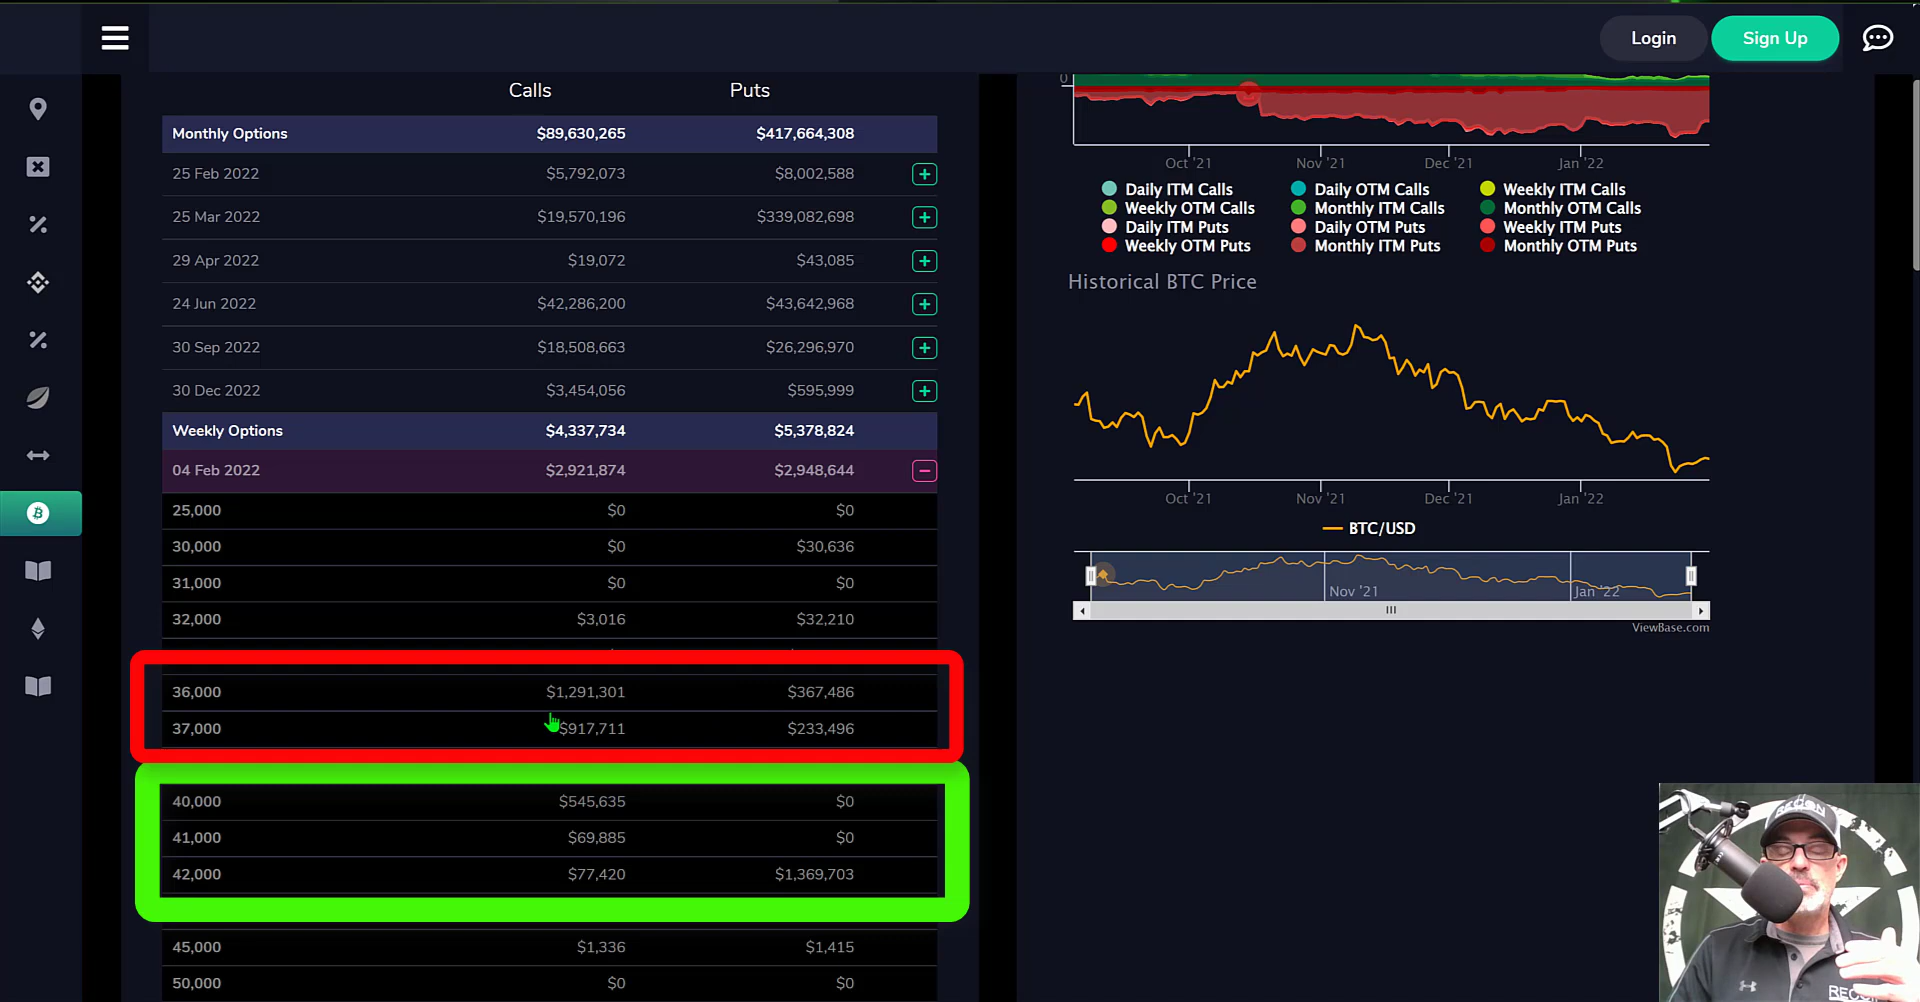 Login Sign Up
Calls Puts
Monthly Options $89,630,265 $417,664,308
25 Feb 2022 $5,792,073 $8,002,588
25 Mar 2022 $19,570,196 $339,082,698
29 Apr 2022 $19,072 $43,085
24 Jun 2022 $42,286,200 $43,642,968
30 Sep 2022 $18,508,663 $26,296,970
30 Dec 2022 $3,454,056 $595,999
Weekly Options $4,337,734 $5,378,824
04 Feb 2022 $2,921,874 $2,948,644
25,000 $0 $0
30,000 $0 $30,636
31,000 $0 $0
32,000 $3,016 $32,210
36,000 $1,291,301 $367,486
37,000 $917,711 $233,496
40,000 $545,635 $0
41,000 $69,885 $0
42,000 $77,420 $1,369,703
45,000 $1,336 $1,415
50,000 $0 $0
0
Oct '21 Nov '21 Dec '21 Jan '22
Daily ITM Calls Daily OTM Calls Weekly ITM Calls
Weekly OTM Calls Monthly ITM Calls Monthly OTM Calls
Daily ITM Puts Daily OTM Puts Weekly ITM Puts
Weekly OTM Puts Monthly ITM Puts Monthly OTM Puts
Historical BTC Price
Oct '21 Nov '21 Dec '21 Jan '22
BTC/USD
Nov '21 Jan '22
ViewBase.com
RECON